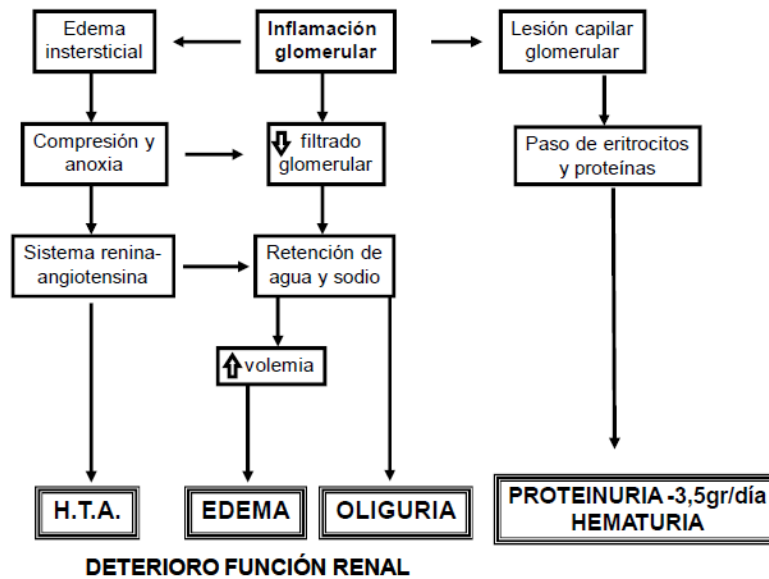 Edema
instersticial
Inflamación
glomerular
Lesión capilar
glomerular
Compresión y
anoxia
filtrado
glomerular
Paso de eritrocitos
y proteínas
Sistema renina-
angiotensina
Retención de
agua y sodio
volemia
H.T.A.
EDEMA
OLIGURIA
PROTEINURIA -3,5gr/día
HEMATURIA
DETERIORO FUNCIÓN RENAL